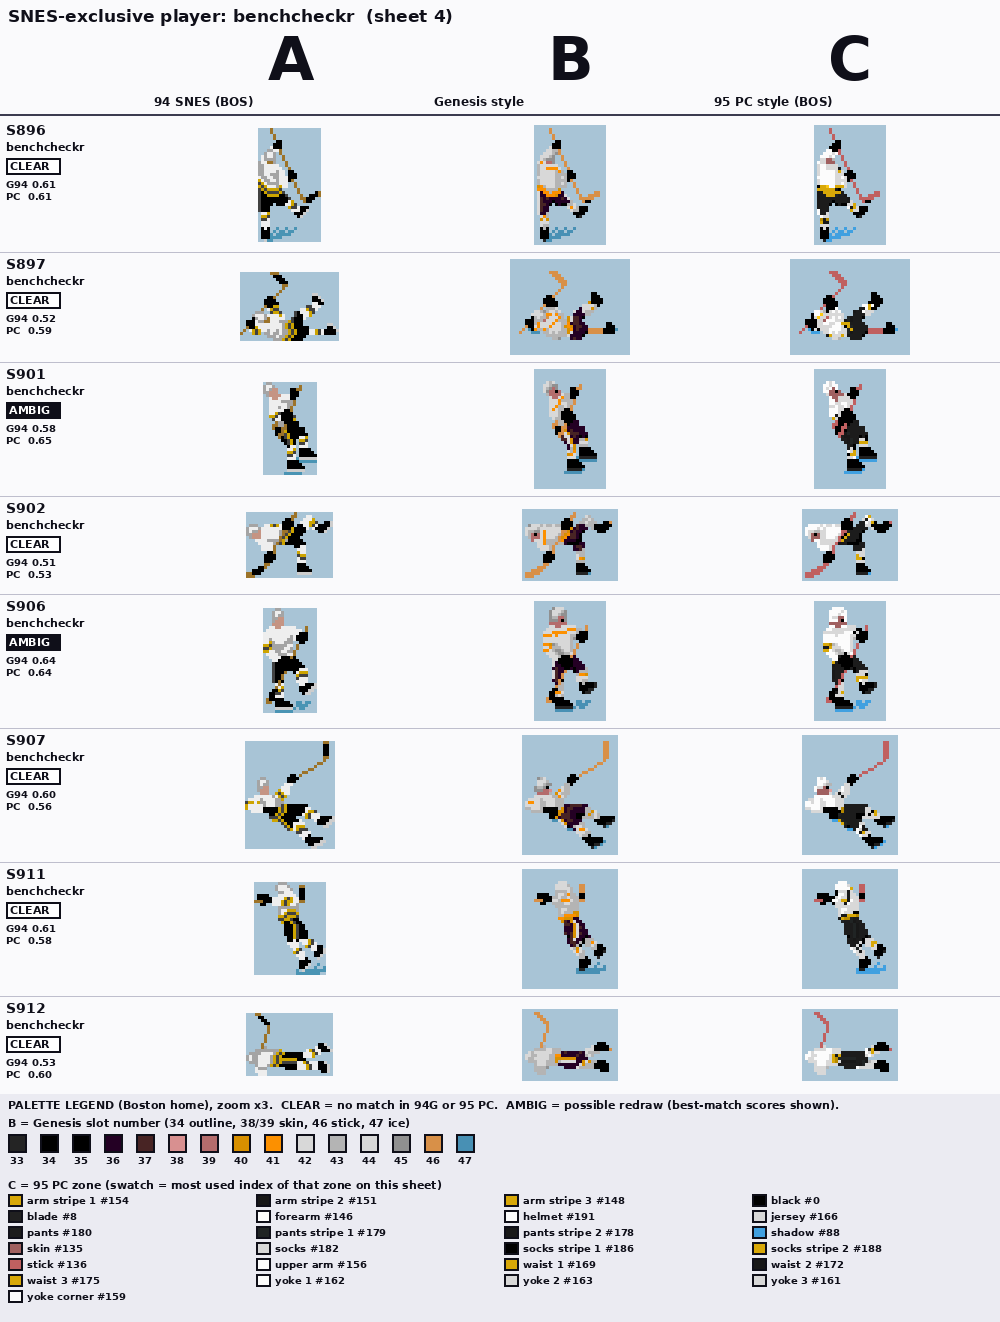 SNES-exclusive player: benchcheckr  (sheet 4)
A B C
94 SNES (BOS) Genesis style 95 PC style (BOS)
S896
benchcheckr
CLEAR
G94 0.61
PC 0.61
S897
benchcheckr
CLEAR
G94 0.52
PC 0.59
S901
benchcheckr
AMBIG
G94 0.58
PC 0.65
S902
benchcheckr
CLEAR
G94 0.51
PC 0.53
S906
benchcheckr
AMBIG
G94 0.64
PC 0.64
S907
benchcheckr
CLEAR
G94 0.60
PC 0.56
S911
benchcheckr
CLEAR
G94 0.61
PC 0.58
S912
benchcheckr
CLEAR
G94 0.53
PC 0.60
PALETTE LEGEND (Boston home), zoom x3.  CLEAR = no match in 94G or 95 PC.  AMBIG = possible redraw (best-match scores shown).
B = Genesis slot number (34 outline, 38/39 skin, 46 stick, 47 ice)
33 34 35 36 37 38 39 40 41 42 43 44 45 46 47
C = 95 PC zone (swatch = most used index of that zone on this sheet)
arm stripe 1 #154 arm stripe 2 #151 arm stripe 3 #148 black #0
blade #8 forearm #146 helmet #191 jersey #166
pants #180 pants stripe 1 #179 pants stripe 2 #178 shadow #88
skin #135 socks #182 socks stripe 1 #186 socks stripe 2 #188
stick #136 upper arm #156 waist 1 #169 waist 2 #172
waist 3 #175 yoke 1 #162 yoke 2 #163 yoke 3 #161
yoke corner #159